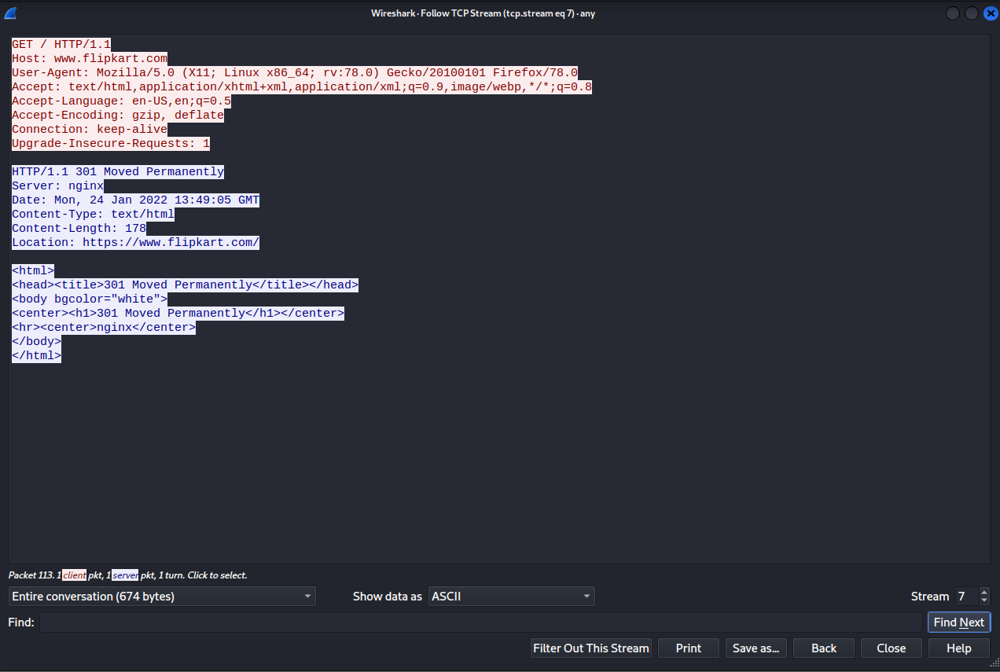 Wireshark · Follow TCP Stream (tcp.stream eq 7) · any
GET / HTTP/1.1
Host: www.flipkart.com
User-Agent: Mozilla/5.0 (X11; Linux x86_64; rv:78.0) Gecko/20100101 Firefox/78.0
Accept: text/html,application/xhtml+xml,application/xml;q=0.9,image/webp,*/*;q=0.8
Accept-Language: en-US,en;q=0.5
Accept-Encoding: gzip, deflate
Connection: keep-alive
Upgrade-Insecure-Requests: 1
HTTP/1.1 301 Moved Permanently
Server: nginx
Date: Mon, 24 Jan 2022 13:49:05 GMT
Content-Type: text/html
Content-Length: 178
Location: https://www.flipkart.com/
<html>
<head><title>301 Moved Permanently</title></head>
<body bgcolor="white">
<center><h1>301 Moved Permanently</h1></center>
<hr><center>nginx</center>
</body>
</html>
Packet 113. 1 client pkt, 1 server pkt, 1 turn. Click to select.
Entire conversation (674 bytes) Show data as ASCII Stream 7
Find: Find Next
Filter Out This Stream Print Save as... Back Close Help